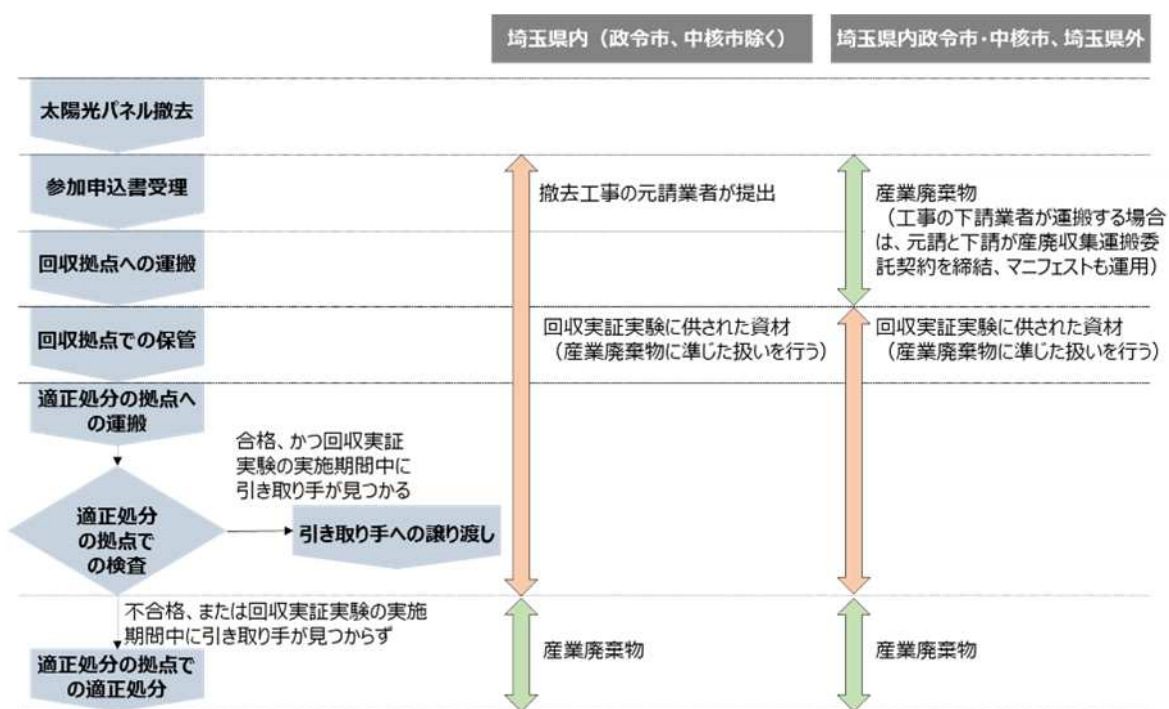 埼玉県内（政令市、中核市除く）
埼玉県内政令市・中核市、埼玉県外
太陽光パネル撤去
参加申込書受理
撤去工事の元請業者が提出
産業廃棄物
（工事の下請業者が運搬する場合
は、元請と下請が産廃収集運搬委
託契約を締結、マニフェストも運用）
回収拠点への運搬
回収拠点での保管
回収実証実験に供された資材
（産業廃棄物に準じた扱いを行う）
回収実証実験に供された資材
（産業廃棄物に準じた扱いを行う）
適正処分の拠点へ
の運搬
合格、かつ回収実証
実験の実施期間中に
引き取り手が見つかる
適正処分
の拠点で
の検査
引き取り手への譲り渡し
不合格、または回収実証実験の実施
期間中に引き取り手が見つからず
適正処分の拠点で
の適正処分
産業廃棄物
産業廃棄物